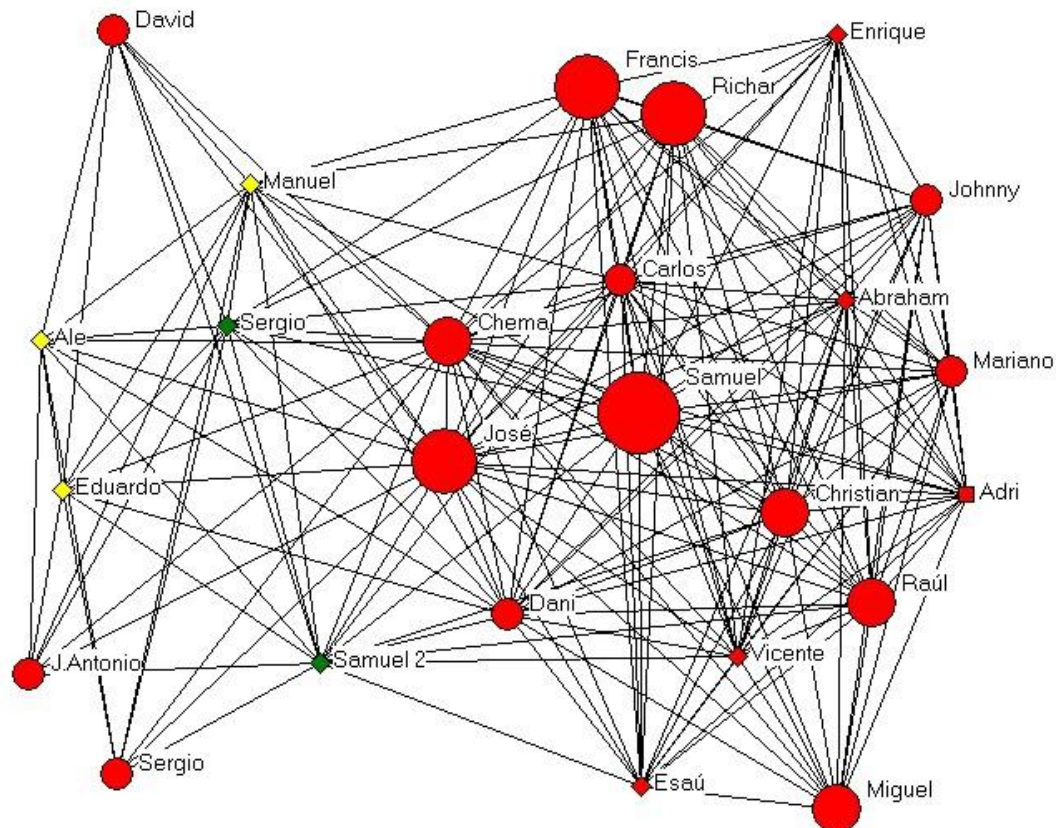 David
Enrique
Francis
Richar
Manuel
Johnny
Carlos
Abraham
Sergio
Chema
Ale
Mariano
Samuel
José
Eduardo
Christian
Adri
Raúl
Dani
Vicente
J.Antonio
Samuel 2
Sergio
Esaú
Miguel